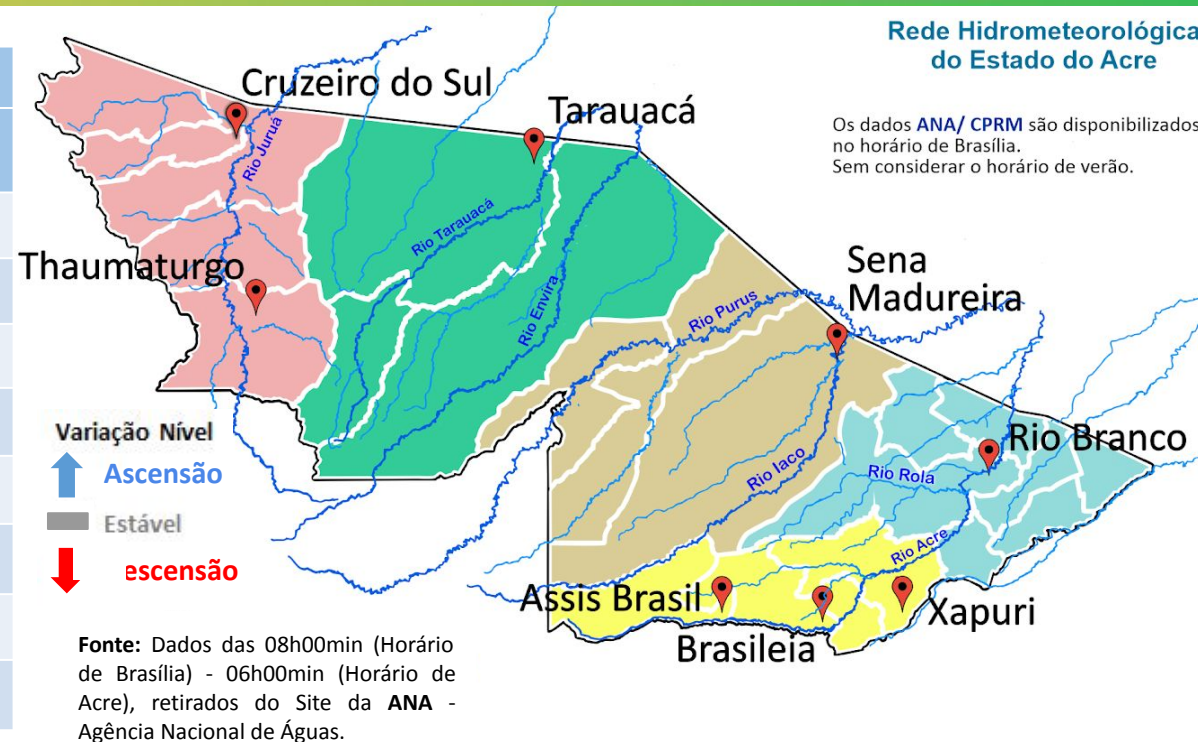 Rede Hidrometeorológica
do Estado do Acre
Os dados ANA/ CPRM são disponibilizados
no horário de Brasília.
Sem considerar o horário de verão.
Cruzeiro do Sul
Tarauacá
Rio Juruá
Rio Tarauacá
Thaumaturgo
Rio Envira
Sena
Madureira
Rio Purus
Variação Nível
Ascensão
Estável
escensão
Rio Branco
Rio Iaco
Rio Rola
Rio Acre
Assis Brasil
Xapuri
Brasileia
Fonte: Dados das 08h00min (Horário
de Brasília) - 06h00min (Horário de
Acre), retirados do Site da ANA -
Agência Nacional de Águas.